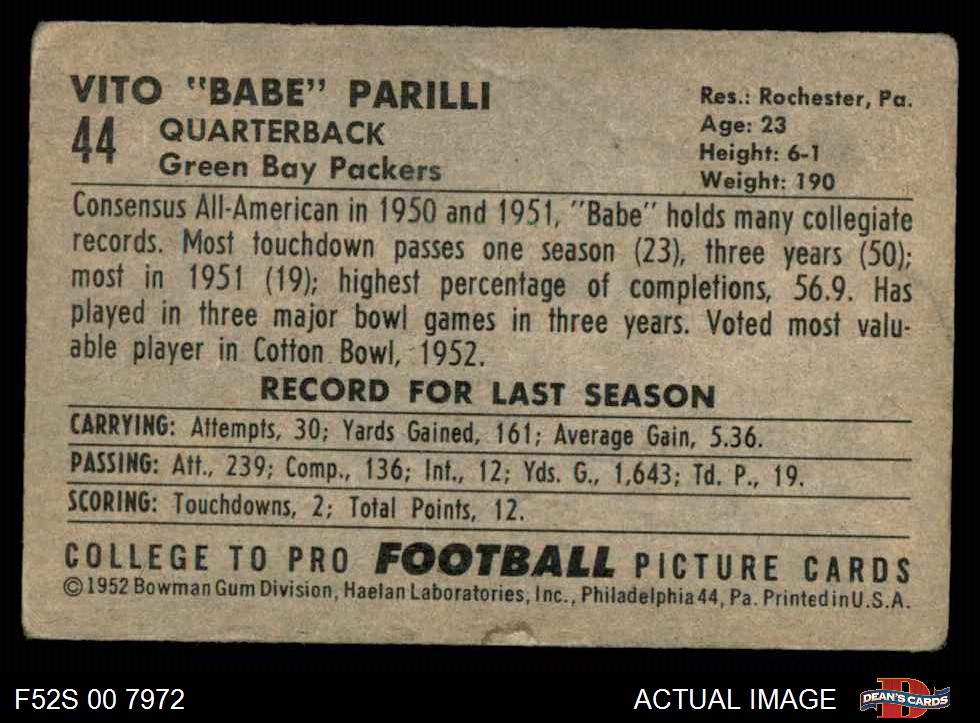 VITO "BABE" PARILLI
44 QUARTERBACK
Green Bay Packers
Res.: Rochester, Pa.
Age: 23
Height: 6-1
Weight: 190
Consensus All-American in 1950 and 1951, "Babe" holds many collegiate
records. Most touchdown passes one season (23), three years (50);
most in 1951 (19); highest percentage of completions, 56.9. Has
played in three major bowl games in three years. Voted most valu-
able player in Cotton Bowl, 1952.
RECORD FOR LAST SEASON
CARRYING: Attempts, 30; Yards Gained, 161; Average Gain, 5.36.
PASSING: Att., 239; Comp., 136; Int., 12; Yds. G., 1,643; Td. P., 19.
SCORING: Touchdowns, 2; Total Points, 12.
COLLEGE TO PRO FOOTBALL PICTURE CARDS
©1952 Bowman Gum Division, Haelan Laboratories, Inc., Philadelphia 44, Pa. Printed in U.S.A.
F52S 00 7972
ACTUAL IMAGE
DEAN'S CARDS